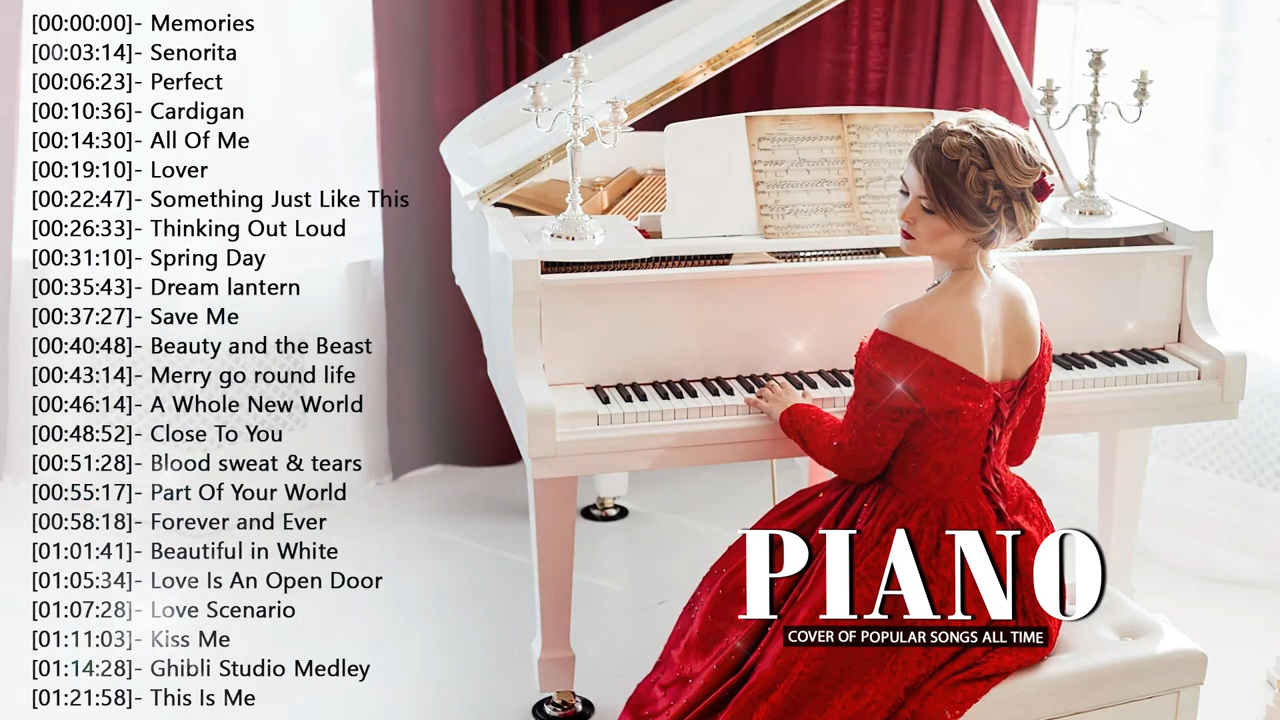 [00:00:00]- Memories
[00:03:14]- Senorita
[00:06:23]- Perfect
[00:10:36]- Cardigan
[00:14:30]- All Of Me
[00:19:10]- Lover
[00:22:47]- Something Just Like This
[00:26:33]- Thinking Out Loud
[00:31:10]- Spring Day
[00:35:43]- Dream lantern
[00:37:27]- Save Me
[00:40:48]- Beauty and the Beast
[00:43:14]- Merry go round life
[00:46:14]- A Whole New World
[00:48:52]- Close To You
[00:51:28]- Blood sweat & tears
[00:55:17]- Part Of Your World
[00:58:18]- Forever and Ever
[01:01:41]- Beautiful in White
[01:05:34]- Love Is An Open Door
[01:07:28]- Love Scenario
[01:11:03]- Kiss Me
[01:14:28]- Ghibli Studio Medley
[01:21:58]- This Is Me
PIANO
COVER OF POPULAR SONGS ALL TIME